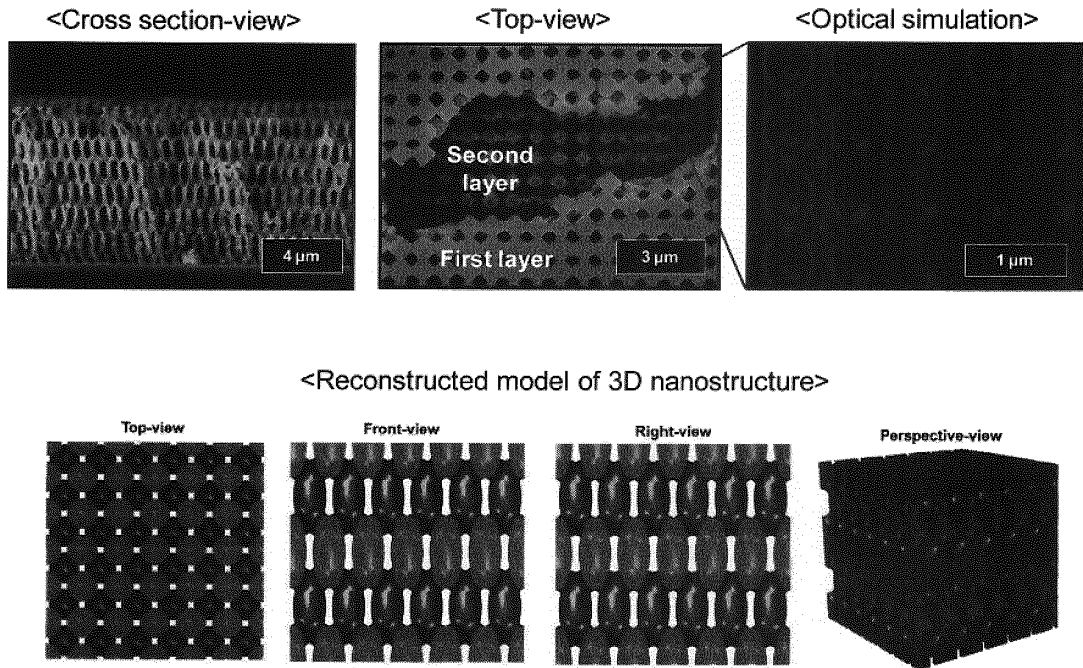 <Cross section-view>
<Top-view>
<Optical simulation>
Second
layer
First layer
4 μm
3 μm
1 μm
<Reconstructed model of 3D nanostructure>
Top-view
Front-view
Right-view
Perspective-view